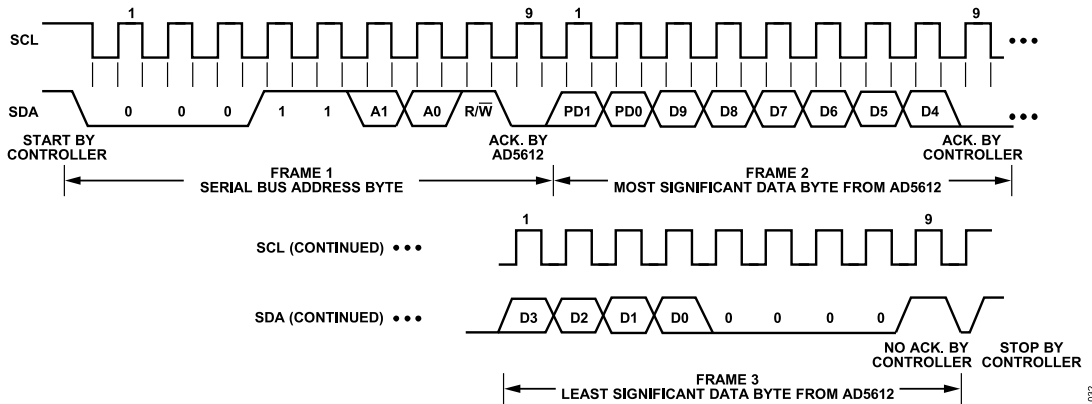 1 9 1 9
SCL
SDA 0 0 0 1 1 A1 A0 R/W̅ PD1 PD0 D9 D8 D7 D6 D5 D4
START BY CONTROLLER
ACK. BY AD5612
ACK. BY CONTROLLER
FRAME 1
SERIAL BUS ADDRESS BYTE
FRAME 2
MOST SIGNIFICANT DATA BYTE FROM AD5612
1 9
SCL (CONTINUED)
SDA (CONTINUED) D3 D2 D1 D0 0 0 0 0
NO ACK. BY CONTROLLER
STOP BY CONTROLLER
FRAME 3
LEAST SIGNIFICANT DATA BYTE FROM AD5612
032